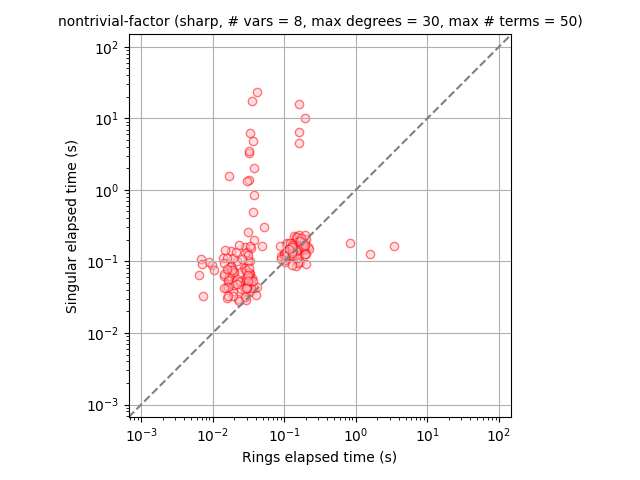 nontrivial-factor (sharp, # vars = 8, max degrees = 30, max # terms = 50)
Singular elapsed time (s)
10²
10¹
10⁰
10⁻¹
10⁻²
10⁻³
10⁻³ 10⁻² 10⁻¹ 10⁰ 10¹ 10²
Rings elapsed time (s)